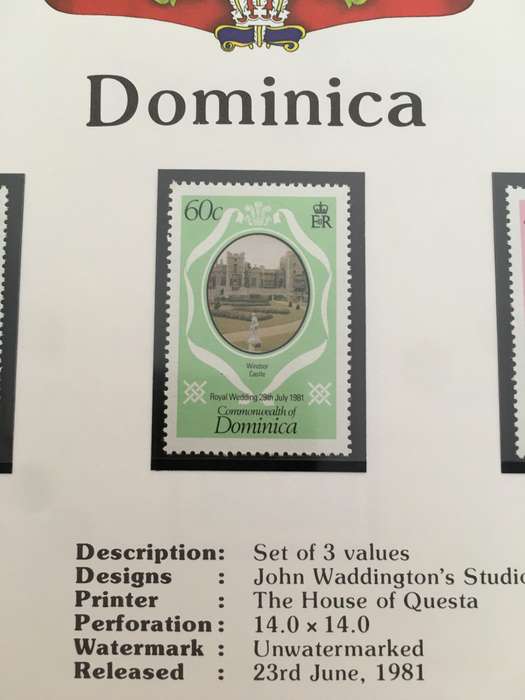 Dominica
60c
E II R
Windsor
Castle
Royal Wedding 29th July 1981
Commonwealth of
Dominica
Description: Set of 3 values
Designs : John Waddington's Studio
Printer : The House of Questa
Perforation: 14.0 × 14.0
Watermark : Unwatermarked
Released : 23rd June, 1981